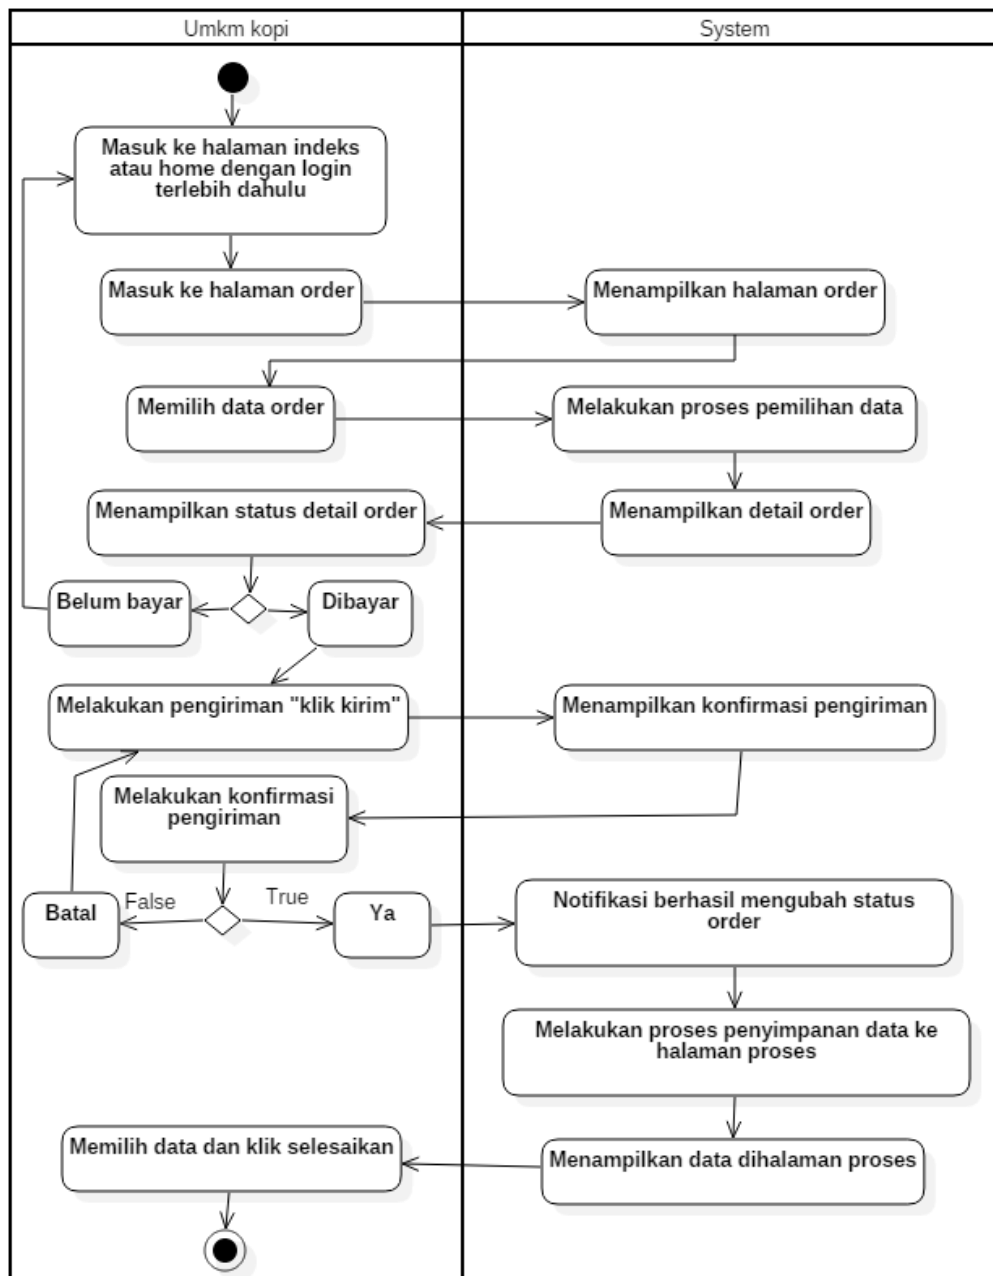 Umkm kopi
System
Masuk ke halaman indeks
atau home dengan login
terlebih dahulu
Masuk ke halaman order
Menampilkan halaman order
Memilih data order
Melakukan proses pemilihan data
Menampilkan status detail order
Menampilkan detail order
Belum bayar
Dibayar
Melakukan pengiriman "klik kirim"
Menampilkan konfirmasi pengiriman
Melakukan konfirmasi
pengiriman
Batal
False
True
Ya
Notifikasi berhasil mengubah status
order
Melakukan proses penyimpanan data ke
halaman proses
Memilih data dan klik selesaikan
Menampilkan data dihalaman proses